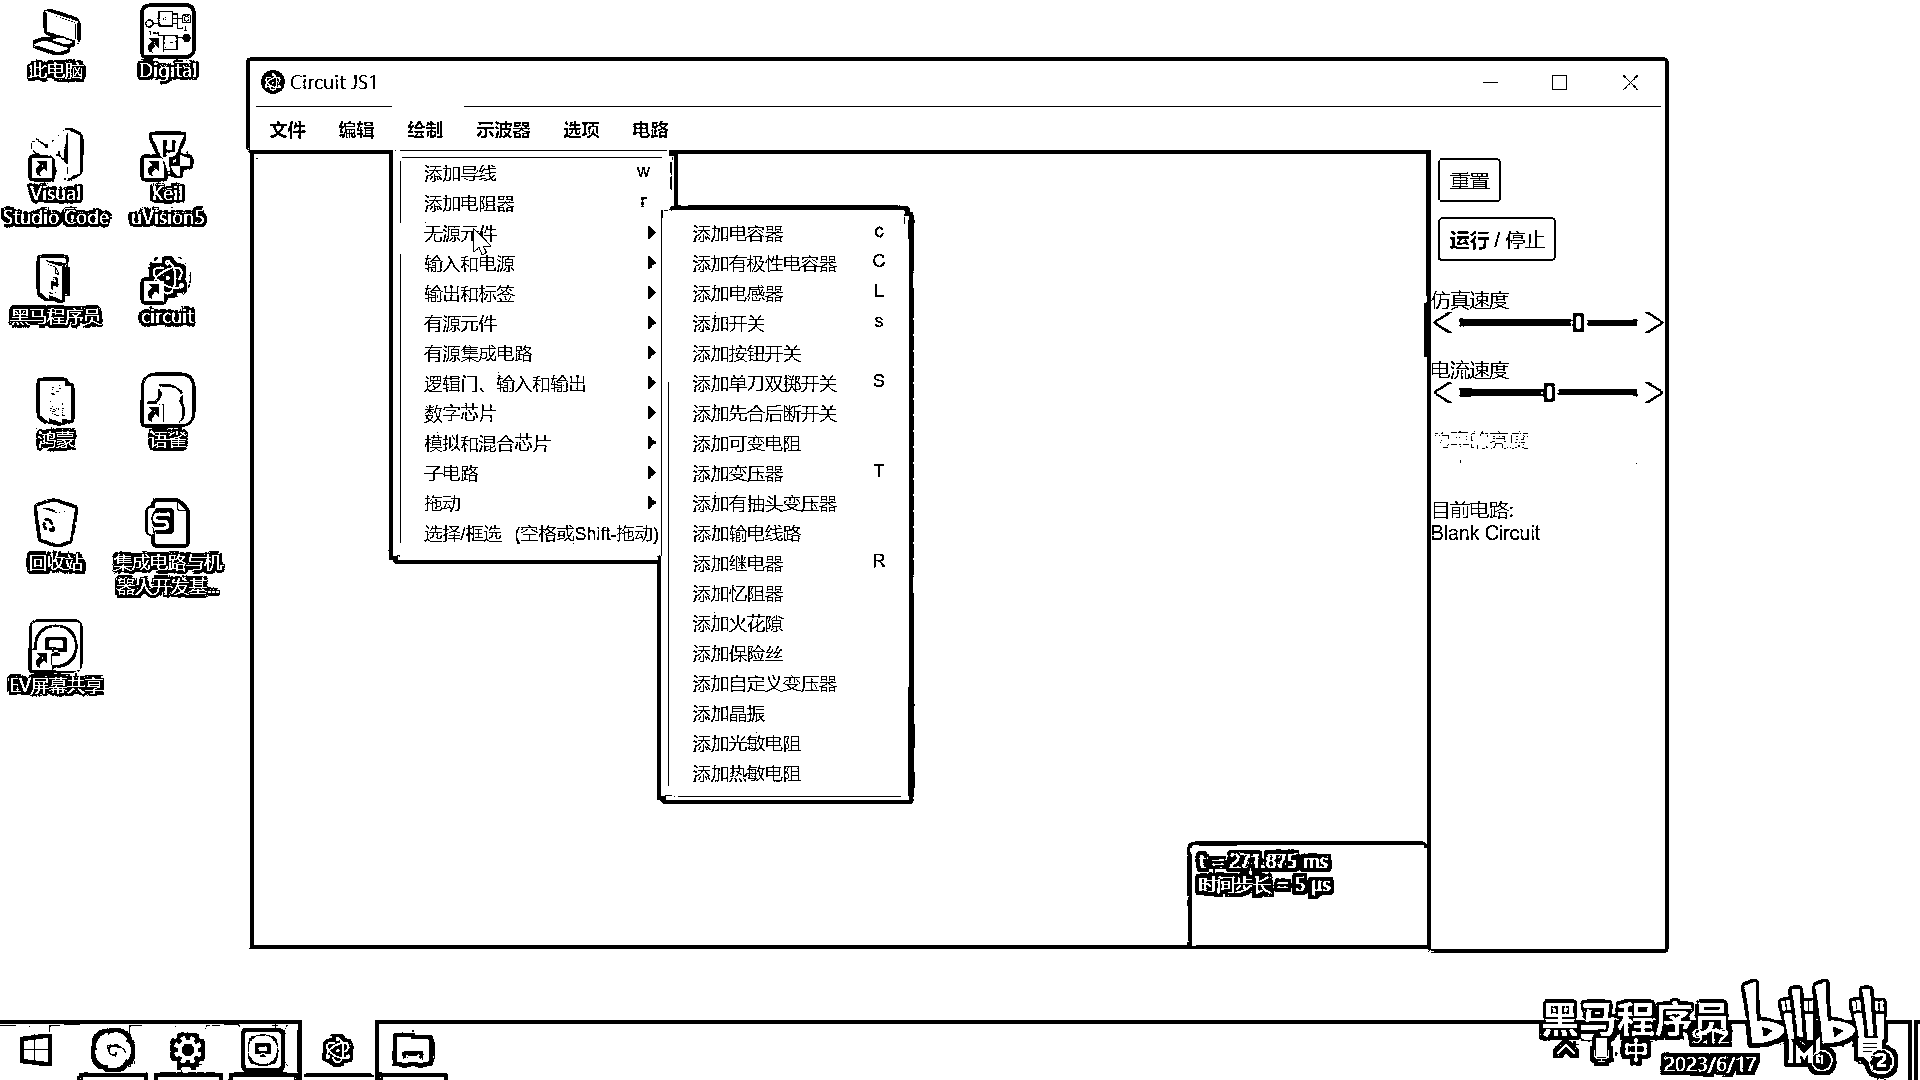 此电脑
Digital
Visual
Studio Code
Keil
uVision5
黑马程序员
circuit
鸿蒙
语雀
回收站
集成电路与机
器人开发基...
EV屏幕共享
Circuit JS1
文件 编辑 绘制 示波器 选项 电路
添加导线 w
添加电阻器 r
无源元件
输入和电源
输出和标签
有源元件
有源集成电路
逻辑门、输入和输出
数字芯片
模拟和混合芯片
子电路
拖动
选择/框选 (空格或Shift-拖动)
添加电容器 c
添加有极性电容器 C
添加电感器 L
添加开关 s
添加按钮开关
添加单刀双掷开关 S
添加先合后断开关
添加可变电阻
添加变压器 T
添加有抽头变压器
添加输电线路
添加继电器 R
添加忆阻器
添加火花隙
添加保险丝
添加自定义变压器
添加晶振
添加光敏电阻
添加热敏电阻
重置
运行 / 停止
仿真速度
电流速度
目前电路:
Blank Circuit
t = 271.875 ms
时间步长 = 5 µs
黑马程序员
bilibili
中
9:12
2023/6/17
2